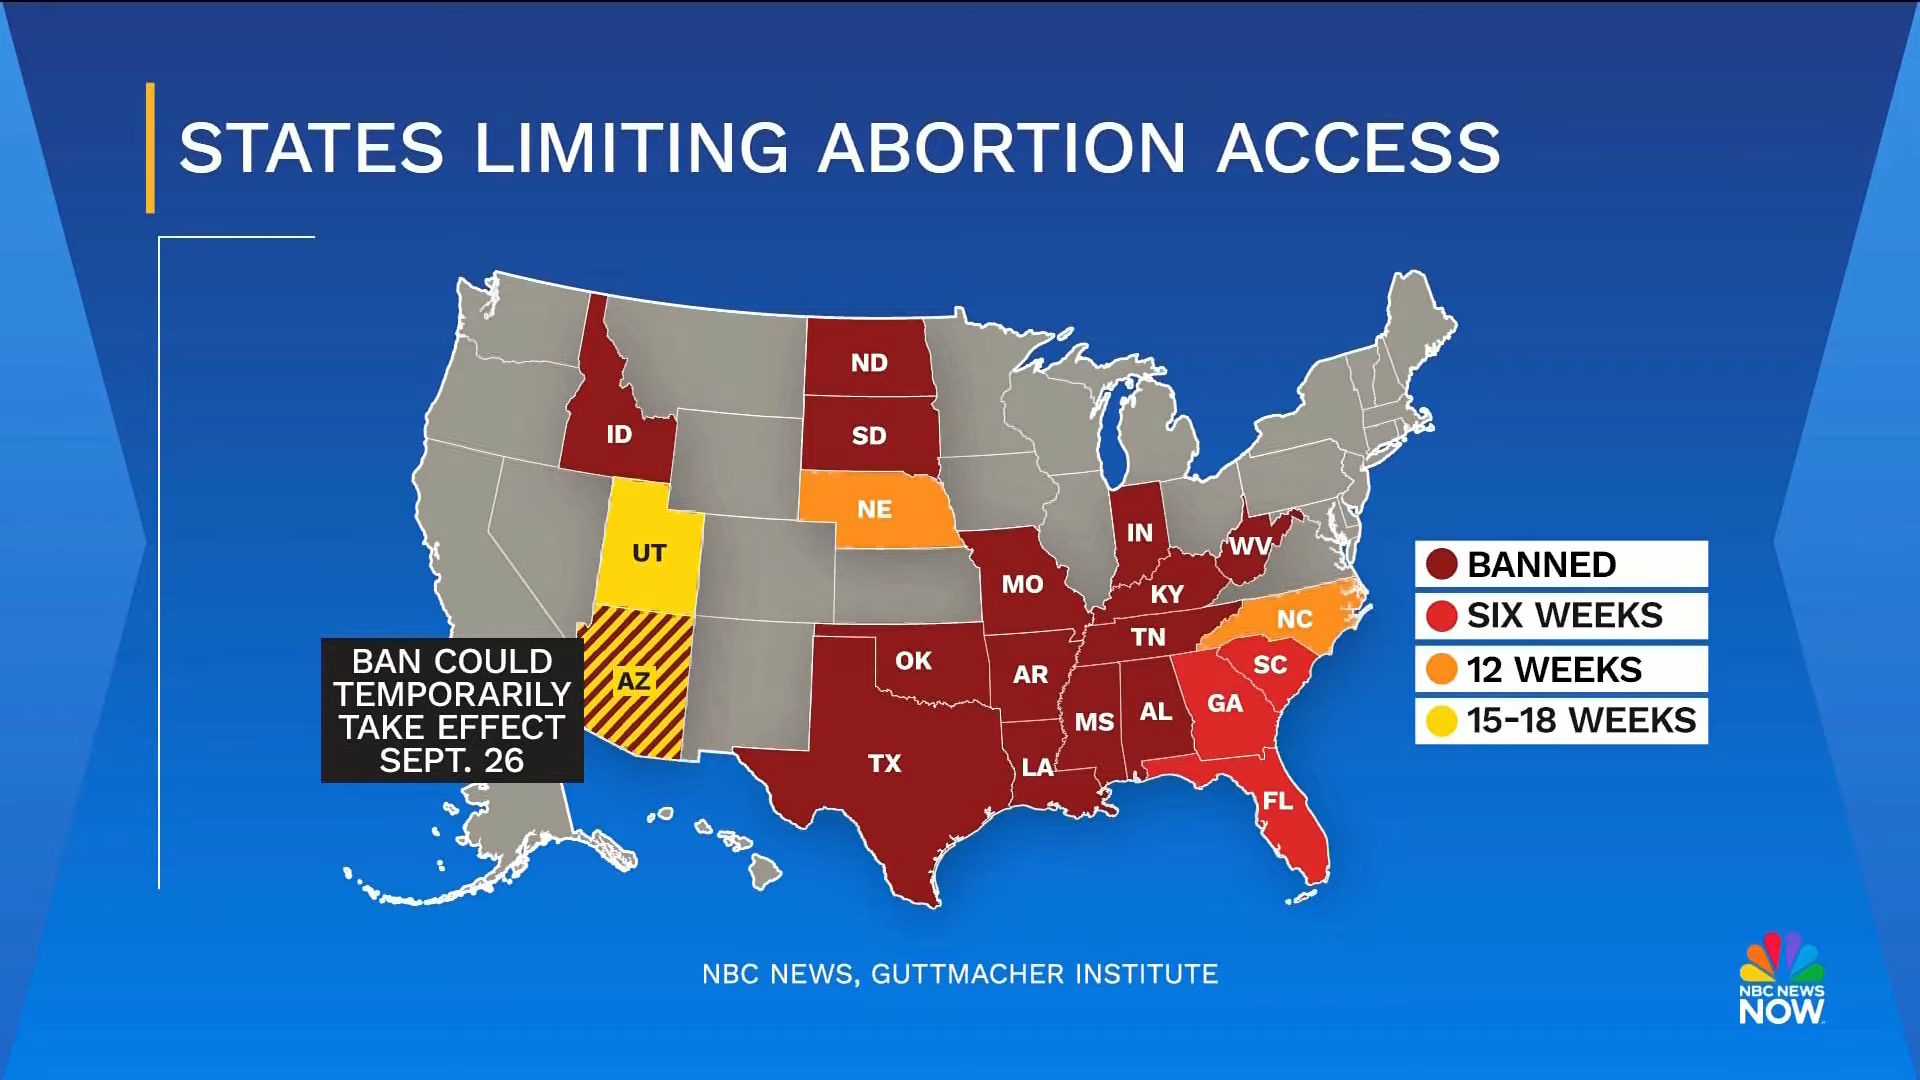 STATES LIMITING ABORTION ACCESS
ND
ID
SD
NE
IN
UT
WV
MO
KY
NC
TN
BAN COULD
TEMPORARILY
TAKE EFFECT
SEPT. 26
AZ
OK
AR
SC
GA
MS
AL
TX
LA
FL
BANNED
SIX WEEKS
12 WEEKS
15-18 WEEKS
NBC NEWS, GUTTMACHER INSTITUTE
NBC NEWS
NOW